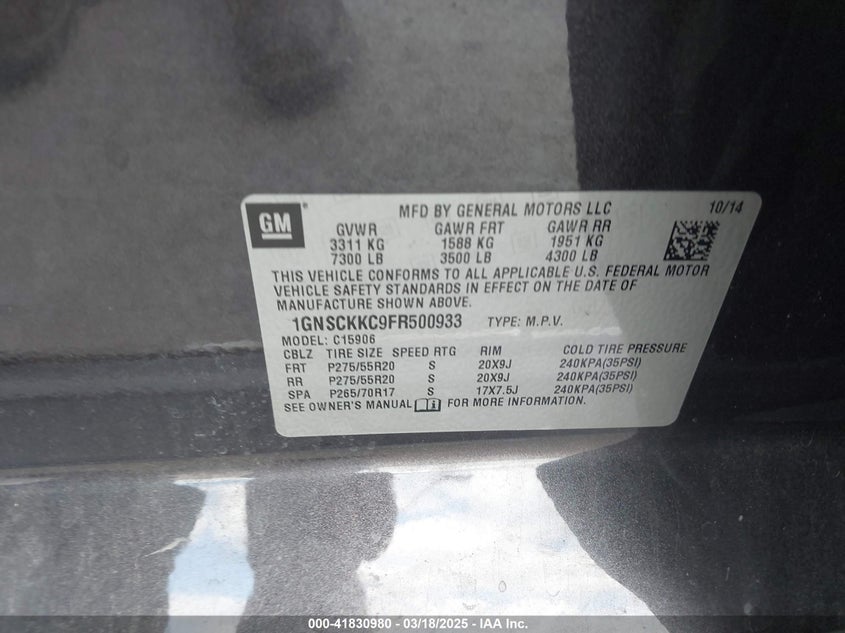 GM
MFD BY GENERAL MOTORS LLC 10/14
GVWR GAWR FRT GAWR RR
3311 KG 1588 KG 1951 KG
7300 LB 3500 LB 4300 LB
THIS VEHICLE CONFORMS TO ALL APPLICABLE U.S. FEDERAL MOTOR
VEHICLE SAFETY STANDARDS IN EFFECT ON THE DATE OF
MANUFACTURE SHOWN ABOVE.
1GNSCKKC9FR500933 TYPE: M.P.V.
MODEL: C15906
CBLZ TIRE SIZE SPEED RTG RIM COLD TIRE PRESSURE
FRT P275/55R20 S 20X9J 240KPA(35PSI)
RR P275/55R20 S 20X9J 240KPA(35PSI)
SPA P265/70R17 S 17X7.5J 240KPA(35PSI)
SEE OWNER'S MANUAL FOR MORE INFORMATION.
000-41830980 - 03/18/2025 - IAA Inc.